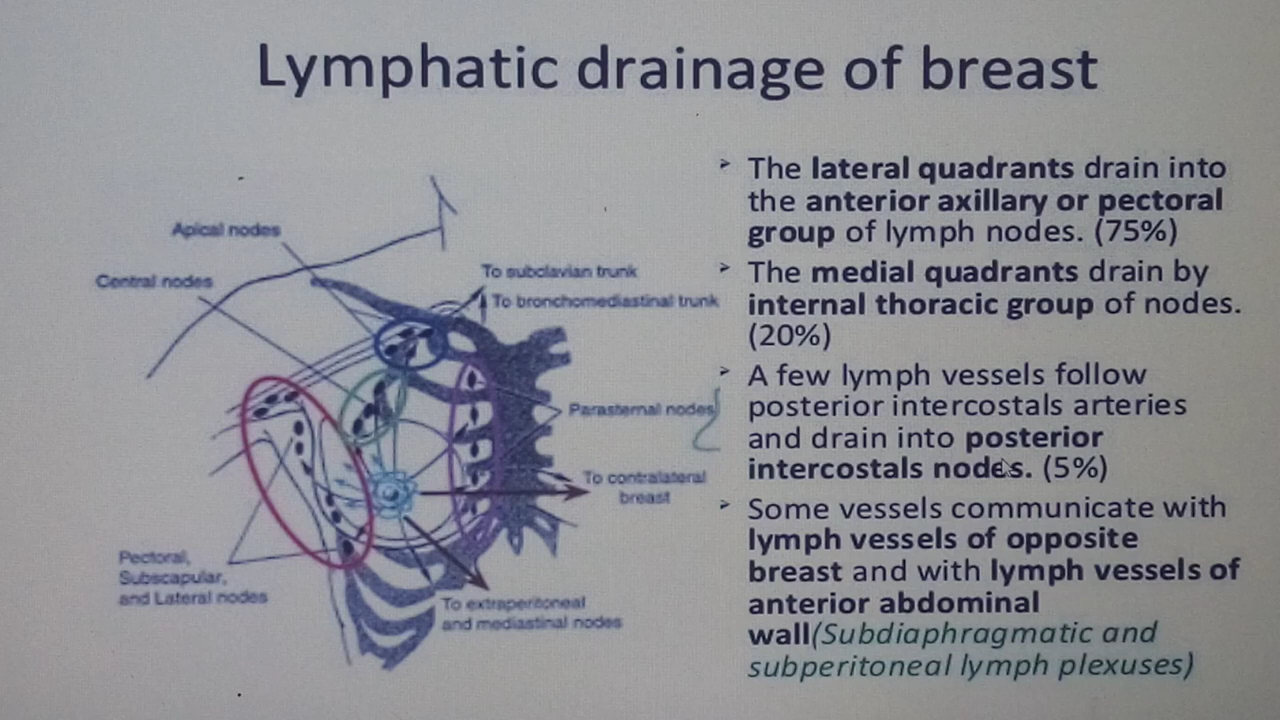 Lymphatic drainage of breast
Apical nodes
Central nodes
To subclavian trunk
To bronchomediastinal trunk
Parasternal nodes
To contralateral
breast
Pectoral,
Subscapular,
and Lateral nodes
To extraperitoneal
and mediastinal nodes
The lateral quadrants drain into
the anterior axillary or pectoral
group of lymph nodes. (75%)
The medial quadrants drain by
internal thoracic group of nodes.
(20%)
A few lymph vessels follow
posterior intercostals arteries
and drain into posterior
intercostals nodes. (5%)
Some vessels communicate with
lymph vessels of opposite
breast and with lymph vessels of
anterior abdominal
wall(Subdiaphragmatic and
subperitoneal lymph plexuses)